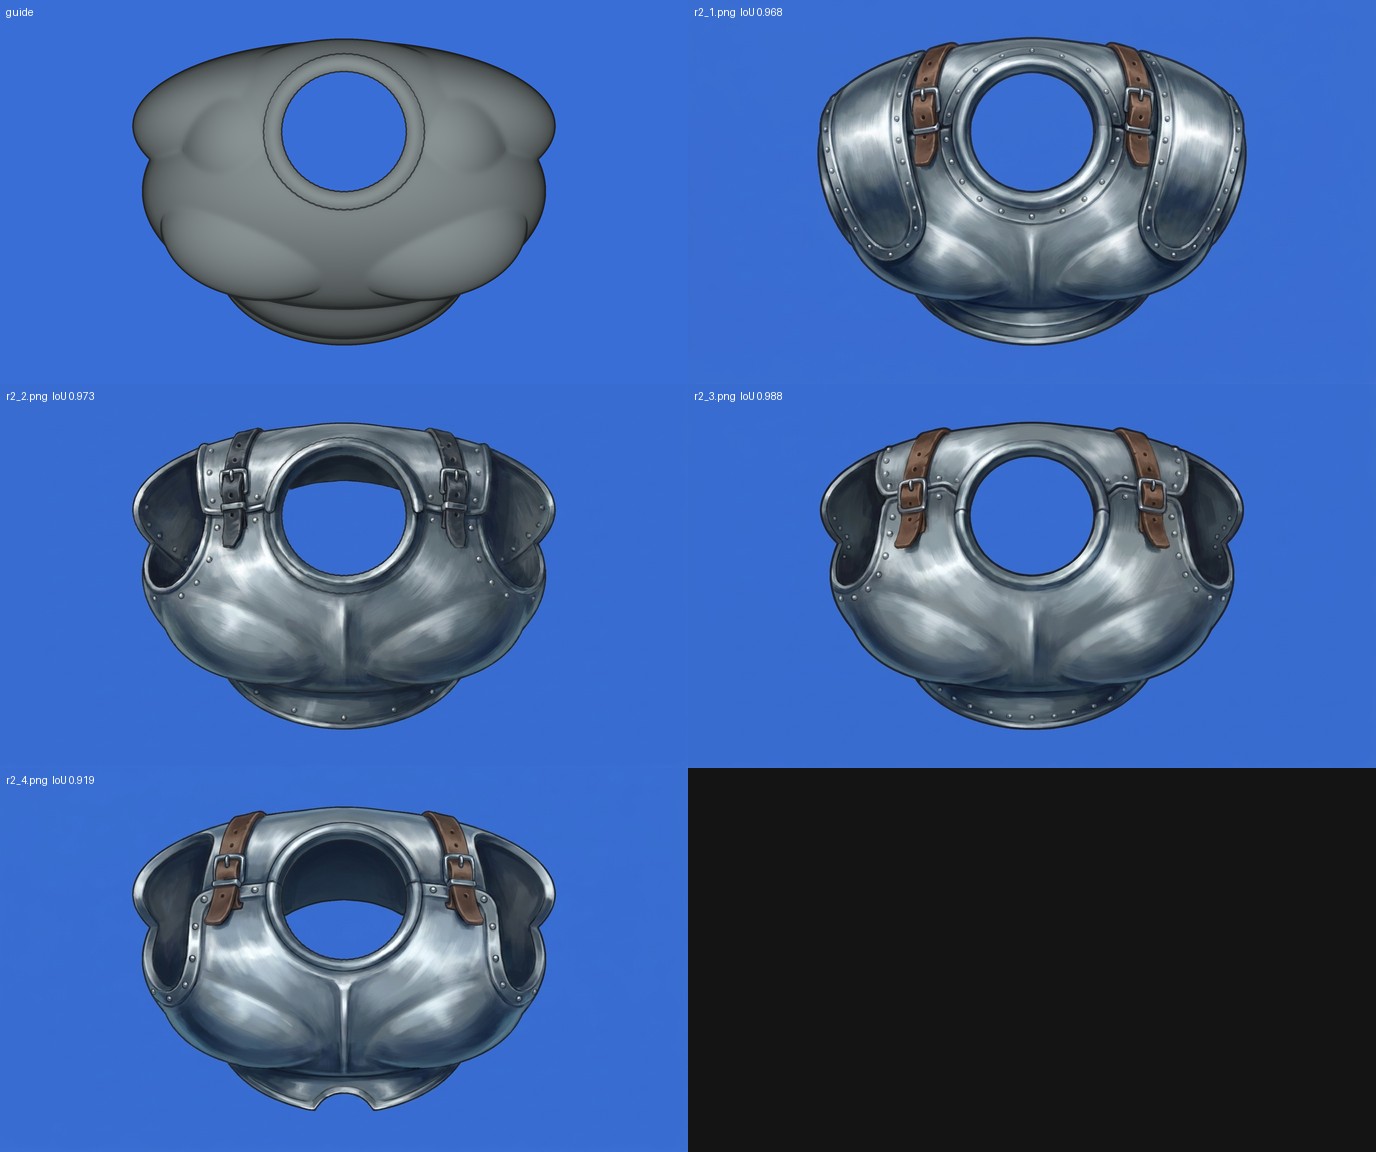 guide
r2_1.png IoU 0.968
r2_2.png IoU 0.973
r2_3.png IoU 0.988
r2_4.png IoU 0.919